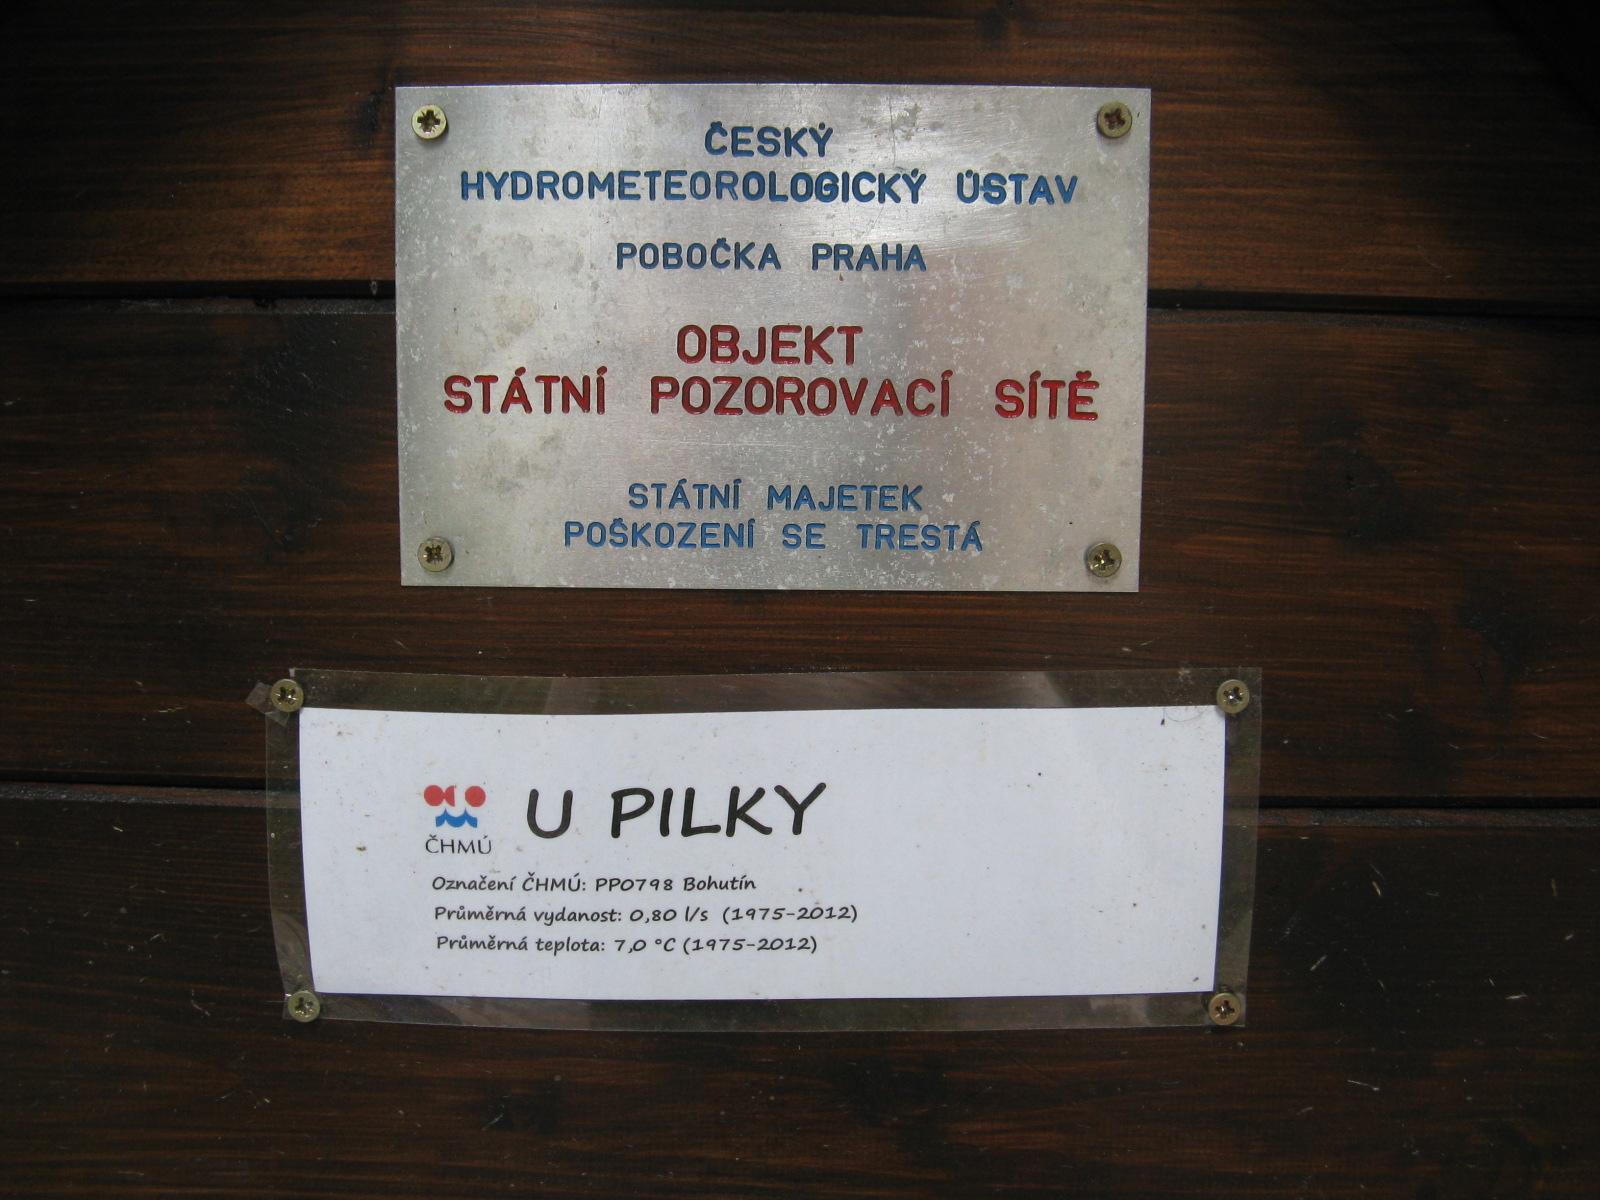 ČESKÝ
HYDROMETEOROLOGICKÝ ÚSTAV
POBOČKA PRAHA
OBJEKT
STÁTNÍ POZOROVACÍ SÍTĚ
STÁTNÍ MAJETEK
POŠKOZENÍ SE TRESTÁ
ČHMÚ
U PILKY
Označení ČHMÚ: PP0798 Bohutín
Průměrná vydanost: 0,80 l/s (1975-2012)
Průměrná teplota: 7,0 °C (1975-2012)